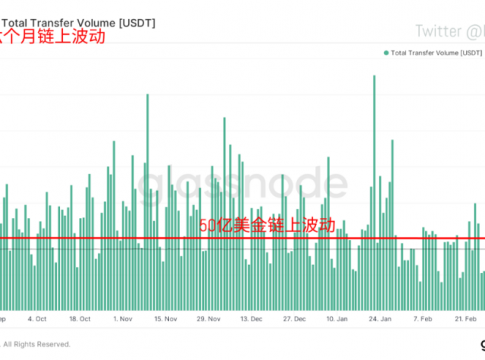 Total Transfer Volume [USDT]
个月链上波动
Twitter @
Total Transfer Volume [USDT]
glassnode
50亿美金链上波动
4. Oct
18. Oct
1. Nov
15. Nov
29. Nov
13. Dec
27. Dec
10. Jan
24. Jan
7. Feb
21. Feb
All Rights Reserved.